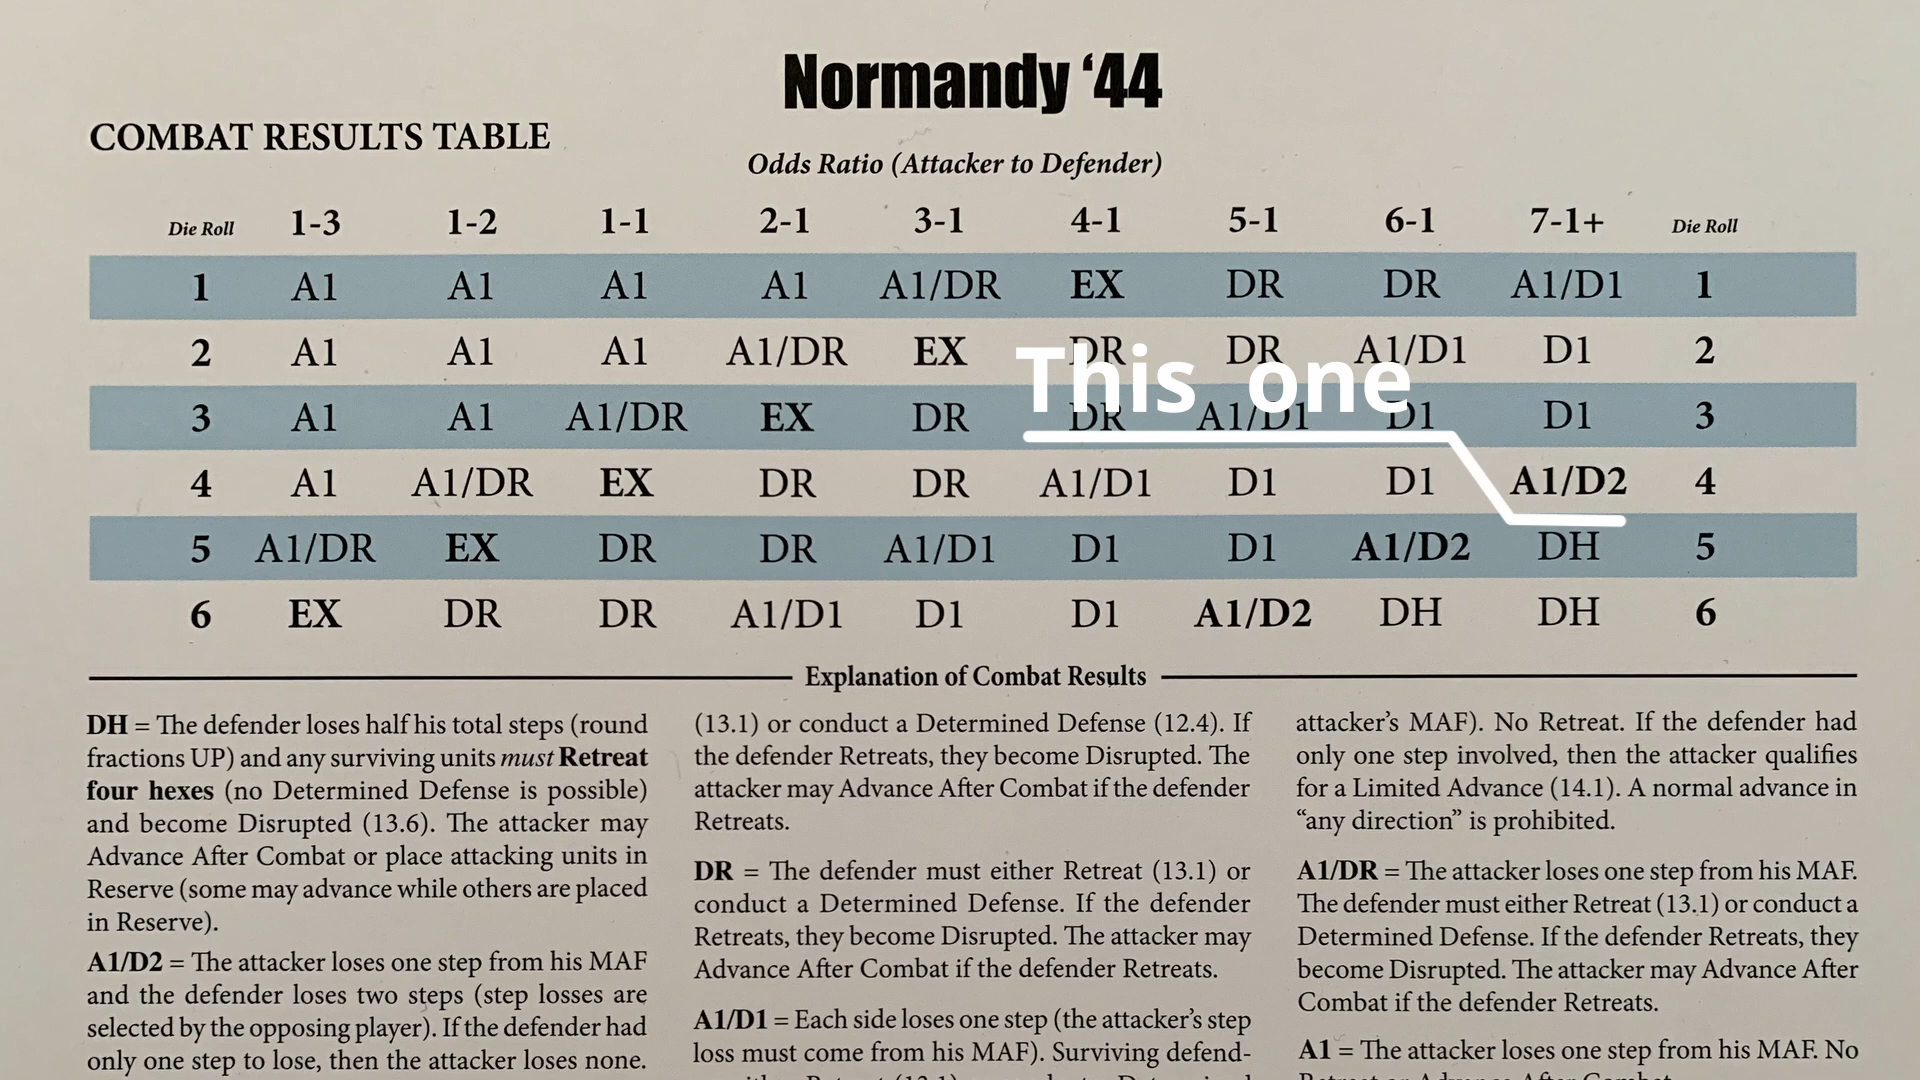 Normandy ‘44
COMBAT RESULTS TABLE
Odds Ratio (Attacker to Defender)
Die Roll 1-3 1-2 1-1 2-1 3-1 4-1 5-1 6-1 7-1+ Die Roll
1 A1 A1 A1 A1 A1/DR EX DR DR A1/D1 1
2 A1 A1 A1 A1/DR EX DR DR A1/D1 D1 2
This one
3 A1 A1 A1/DR EX DR DR A1/D1 D1 D1 3
4 A1 A1/DR EX DR DR A1/D1 D1 D1 A1/D2 4
5 A1/DR EX DR DR A1/D1 D1 D1 A1/D2 DH 5
6 EX DR DR A1/D1 D1 D1 A1/D2 DH DH 6
Explanation of Combat Results
DH = The defender loses half his total steps (round
fractions UP) and any surviving units must Retreat
four hexes (no Determined Defense is possible)
and become Disrupted (13.6). The attacker may
Advance After Combat or place attacking units in
Reserve (some may advance while others are placed
in Reserve).
A1/D2 = The attacker loses one step from his MAF
and the defender loses two steps (step losses are
selected by the opposing player). If the defender had
only one step to lose, then the attacker loses none.
(13.1) or conduct a Determined Defense (12.4). If
the defender Retreats, they become Disrupted. The
attacker may Advance After Combat if the defender
Retreats.
DR = The defender must either Retreat (13.1) or
conduct a Determined Defense. If the defender
Retreats, they become Disrupted. The attacker may
Advance After Combat if the defender Retreats.
A1/D1 = Each side loses one step (the attacker’s step
loss must come from his MAF). Surviving defend-
attacker’s MAF). No Retreat. If the defender had
only one step involved, then the attacker qualifies
for a Limited Advance (14.1). A normal advance in
“any direction” is prohibited.
A1/DR = The attacker loses one step from his MAF.
The defender must either Retreat (13.1) or conduct a
Determined Defense. If the defender Retreats, they
become Disrupted. The attacker may Advance After
Combat if the defender Retreats.
A1 = The attacker loses one step from his MAF. No